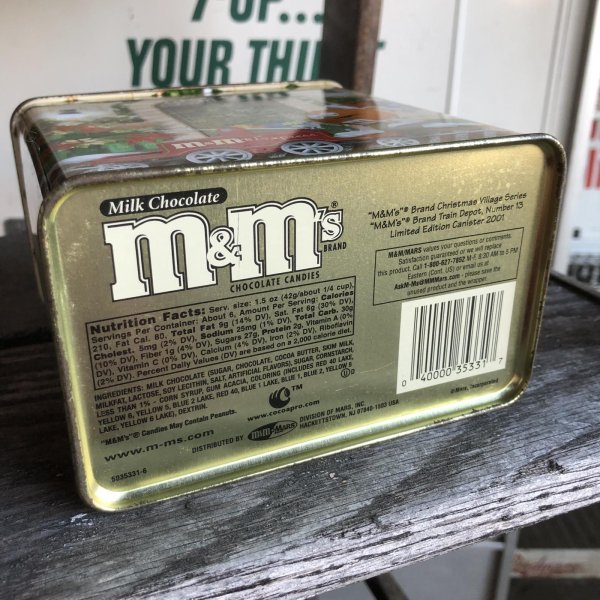 7-UP...
YOUR THI
Milk Chocolate
m&m's®
BRAND
CHOCOLATE CANDIES
"M&M's"® Brand Christmas Village Series
"M&M's"® Brand Train Depot, Number 13
Limited Edition Canister 2001
M&M/MARS values your questions or comments.
Satisfaction guaranteed or we will replace
this product. Call 1-800-627-7852 M-F 8:30 AM to 5 PM
Eastern (Cont. US) or email us at
- please save the
unused product and the wrapper.
Nutrition Facts: Serv. size: 1.5 oz (42g/about 1/4 cup),
Servings Per Container: About 6, Amount Per Serving: Calories
210, Fat Cal. 80, Total Fat 9g (14% DV), Sat. Fat 6g (30% DV),
Cholest. 5mg (2% DV), Sodium 25mg (1% DV), Total Carb. 30g
(10% DV), Fiber 1g (4% DV), Sugars 27g, Protein 2g, Vitamin A (0%
DV), Vitamin C (0% DV), Calcium (4% DV), Iron (2% DV), Riboflavin
(2% DV). Percent Daily Values (DV) are based on a 2,000 calorie diet.
INGREDIENTS: MILK CHOCOLATE (SUGAR, CHOCOLATE, COCOA BUTTER, SKIM MILK,
MILKFAT, LACTOSE, SOY LECITHIN, SALT, ARTIFICIAL FLAVORS), SUGAR, CORNSTARCH,
LESS THAN 1% - CORN SYRUP, GUM ACACIA, COLORING (INCLUDES RED 40 LAKE,
YELLOW 6, YELLOW 5, BLUE 2 LAKE, RED 40, BLUE 1 LAKE, BLUE 1, BLUE 2, YELLOW 5
LAKE, YELLOW 6 LAKE), DEXTRIN.
"M&M's"® Candies May Contain Peanuts.
www.m-ms.com
TM
www.cocoapro.com
DISTRIBUTED BY M&M•MARS DIVISION OF MARS, INC.
HACKETTSTOWN, NJ 07840-1503 USA
5035331-6
0 40000 35331 7
©Mars, Incorporated